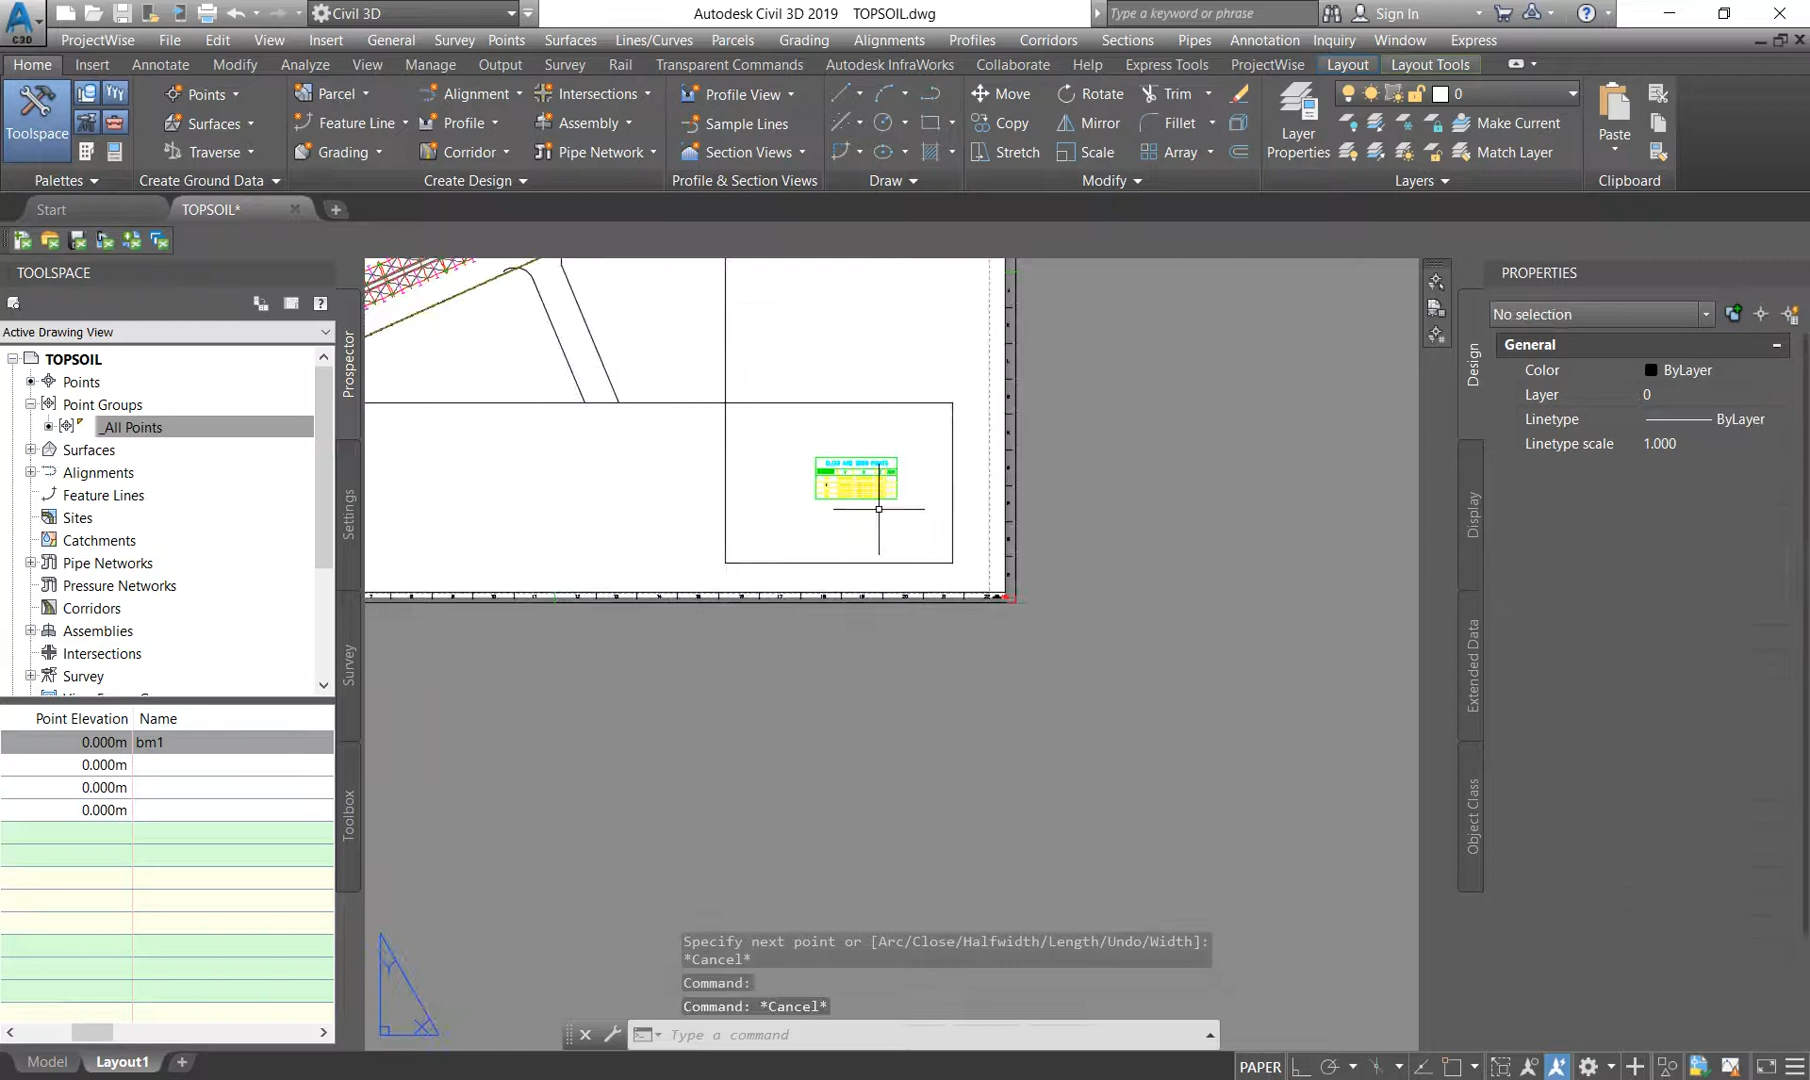 Civil 3D
Autodesk Civil 3D 2019 TOPSOIL.dwg
Type a keyword or phrase
Sign In
C3D
ProjectWise File Edit View Insert General Survey Points Surfaces Lines/Curves Parcels Grading Alignments Profiles Corridors Sections Pipes Annotation Inquiry Window Express
Home Insert Annotate Modify Analyze View Manage Output Survey Rail Transparent Commands Autodesk InfraWorks Collaborate Help Express Tools ProjectWise Layout Layout Tools
Points Parcel Alignment Intersections Profile View Move Rotate Trim 0
Toolspace Surfaces Feature Line Profile Assembly Sample Lines Copy Mirror Fillet Layer Properties Make Current Paste
Traverse Grading Corridor Pipe Network Section Views Stretch Scale Array Match Layer
Palettes Create Ground Data Create Design Profile & Section Views Draw Modify Layers Clipboard
Start TOPSOIL*
TOOLSPACE
Active Drawing View
TOPSOIL
Points
Point Groups
_All Points
Surfaces
Alignments
Feature Lines
Sites
Catchments
Pipe Networks
Pressure Networks
Corridors
Assemblies
Intersections
Survey
Prospector
Settings
Survey
Toolbox
Point Elevation Name
0.000m bm1
0.000m
0.000m
0.000m
Specify next point or [Arc/Close/Halfwidth/Length/Undo/Width]:
*Cancel*
Command:
Command: *Cancel*
Type a command
PROPERTIES
No selection
General
Color ByLayer
Layer 0
Linetype ByLayer
Linetype scale 1.000
Design
Display
Extended Data
Object Class
Model Layout1
PAPER